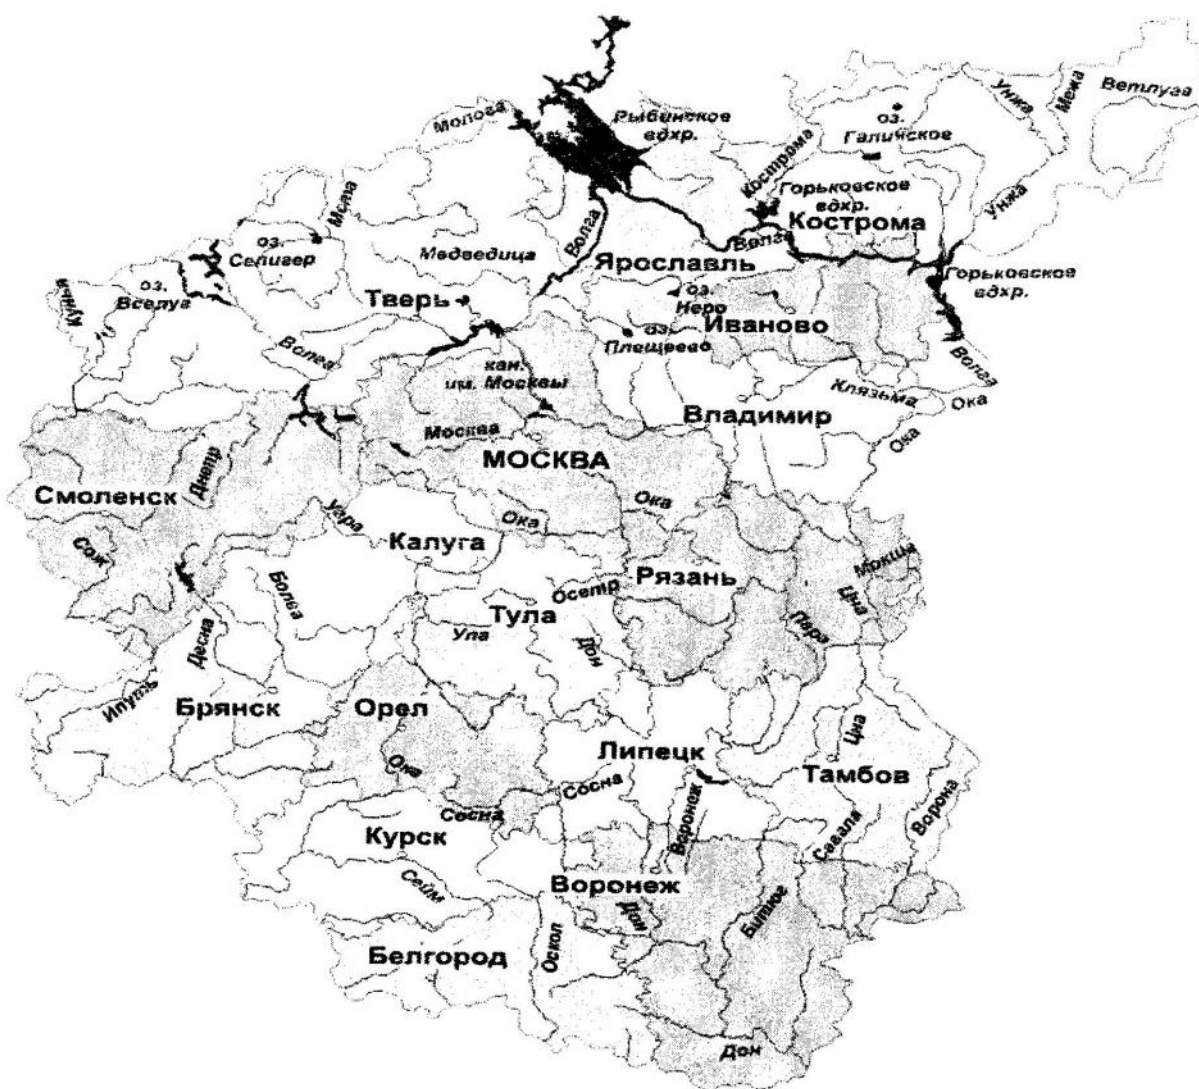 Молога
Рыбинское
вдхр.
оз.
Галичское
Унжа
Межа
Ветлуга
Кострома
Горьковское
вдхр.
Кострома
Унжа
Молога
Волга
Волга
оз.
Селигер
Медведица
Ярославль
Горьковское
вдхр.
Кунья
оз.
Вселуг
Тверь
оз.
Неро
Иваново
Волга
оз.
Плещеево
Волга
кан.
им. Москвы
Клязьма
Ока
Владимир
Москва
Ока
МОСКВА
Смоленск
Днепр
Ока
Угра
Ока
Калуга
Сож
Мокша
Рязань
Цна
Болва
Осетр
Тула
Упа
Пара
Дон
Десна
Ипуть
Брянск
Орел
Цна
Липецк
Ока
Тамбов
Сосна
Сосна
Воронеж
Савала
Ворона
Курск
Сейм
Воронеж
Дон
Битюг
Оскол
Белгород
Дон